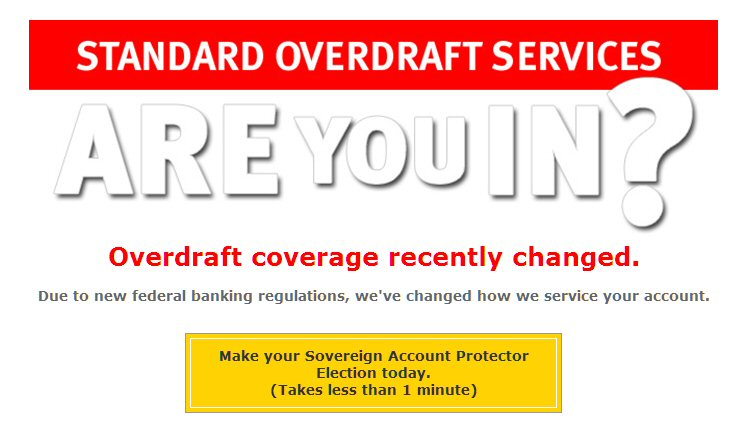 STANDARD OVERDRAFT SERVICES
ARE YOU IN?
Overdraft coverage recently changed.
Due to new federal banking regulations, we've changed how we service your account.
Make your Sovereign Account Protector
Election today.
(Takes less than 1 minute)